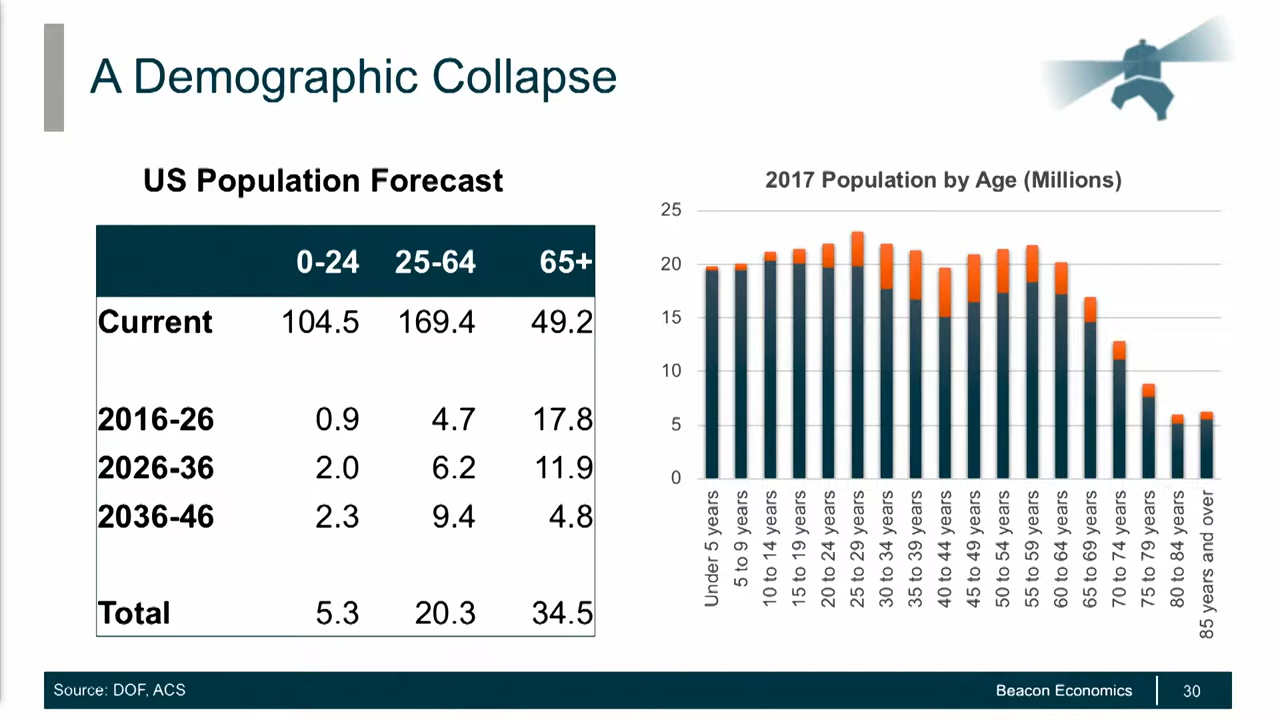 A Demographic Collapse
US Population Forecast
0-24 25-64 65+
Current 104.5 169.4 49.2
2016-26 0.9 4.7 17.8
2026-36 2.0 6.2 11.9
2036-46 2.3 9.4 4.8
Total 5.3 20.3 34.5
2017 Population by Age (Millions)
25
20
15
10
5
0
Under 5 years
5 to 9 years
10 to 14 years
15 to 19 years
20 to 24 years
25 to 29 years
30 to 34 years
35 to 39 years
40 to 44 years
45 to 49 years
50 to 54 years
55 to 59 years
60 to 64 years
65 to 69 years
70 to 74 years
75 to 79 years
80 to 84 years
85 years and over
Source: DOF, ACS
Beacon Economics
30